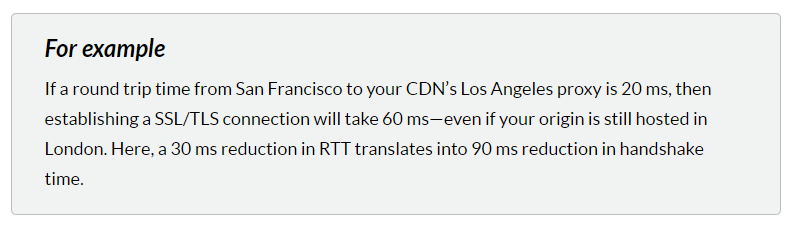 For example
If a round trip time from San Francisco to your CDN’s Los Angeles proxy is 20 ms, then
establishing a SSL/TLS connection will take 60 ms—even if your origin is still hosted in
London. Here, a 30 ms reduction in RTT translates into 90 ms reduction in handshake
time.